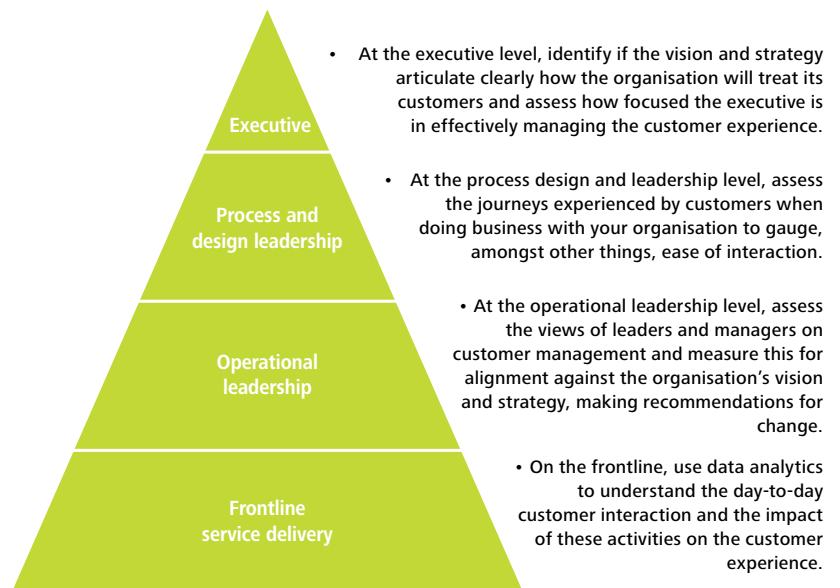 • At the executive level, identify if the vision and strategy
articulate clearly how the organisation will treat its
customers and assess how focused the executive is
in effectively managing the customer experience.
Executive
• At the process design and leadership level, assess
the journeys experienced by customers when
doing business with your organisation to gauge,
amongst other things, ease of interaction.
Process and
design leadership
• At the operational leadership level, assess
the views of leaders and managers on
customer management and measure this for
alignment against the organisation's vision
and strategy, making recommendations for
change.
Operational
leadership
• On the frontline, use data analytics
to understand the day-to-day
customer interaction and the impact
of these activities on the customer
experience.
Frontline
service delivery